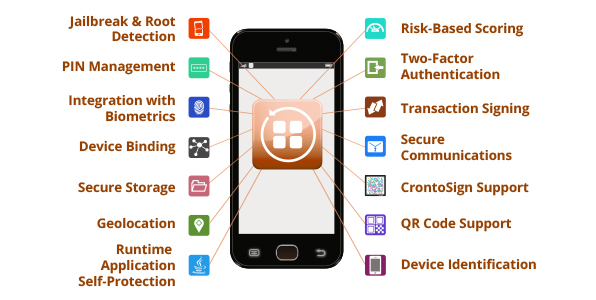 Jailbreak & Root
Detection
PIN Management
Integration with
Biometrics
Device Binding
Secure Storage
Geolocation
Runtime
Application
Self-Protection
Risk-Based Scoring
Two-Factor
Authentication
Transaction Signing
Secure
Communications
CrontoSign Support
QR Code Support
Device Identification